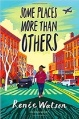 SOME PLACES
MORE THAN
OTHERS
Renée Watson